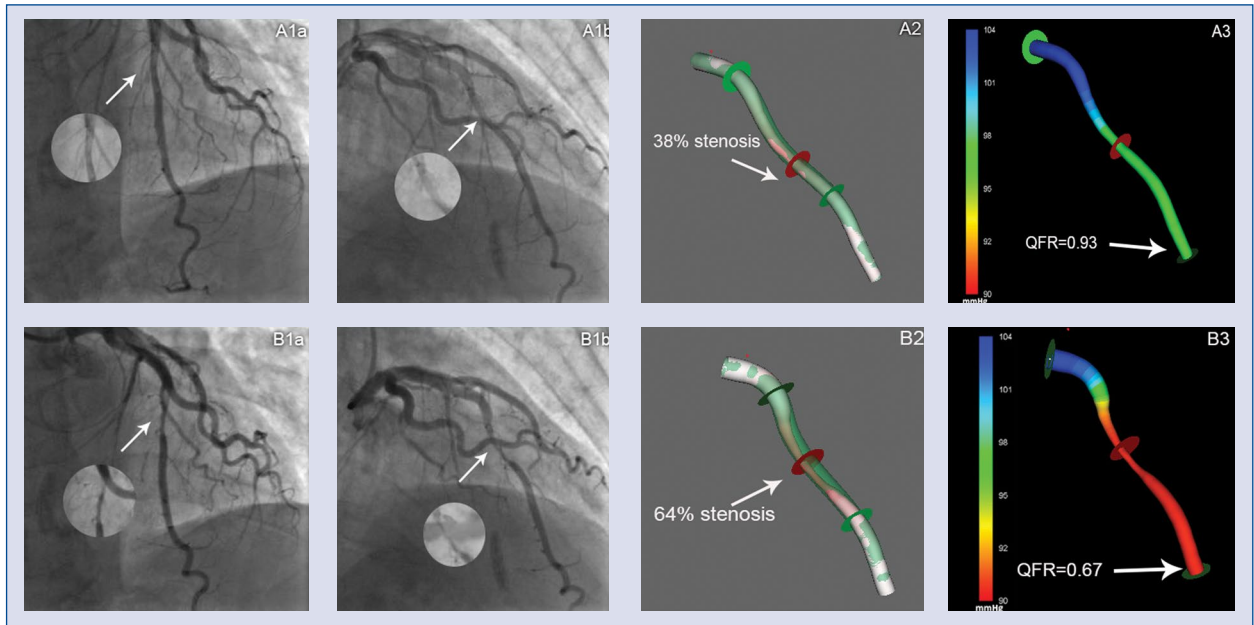 A1a
A1b
A2
38% stenosis
A3
104
101
98
95
92
90
mmHg
QFR=0.93
B1a
B1b
B2
64% stenosis
B3
104
101
98
95
92
90
mmHg
QFR=0.67